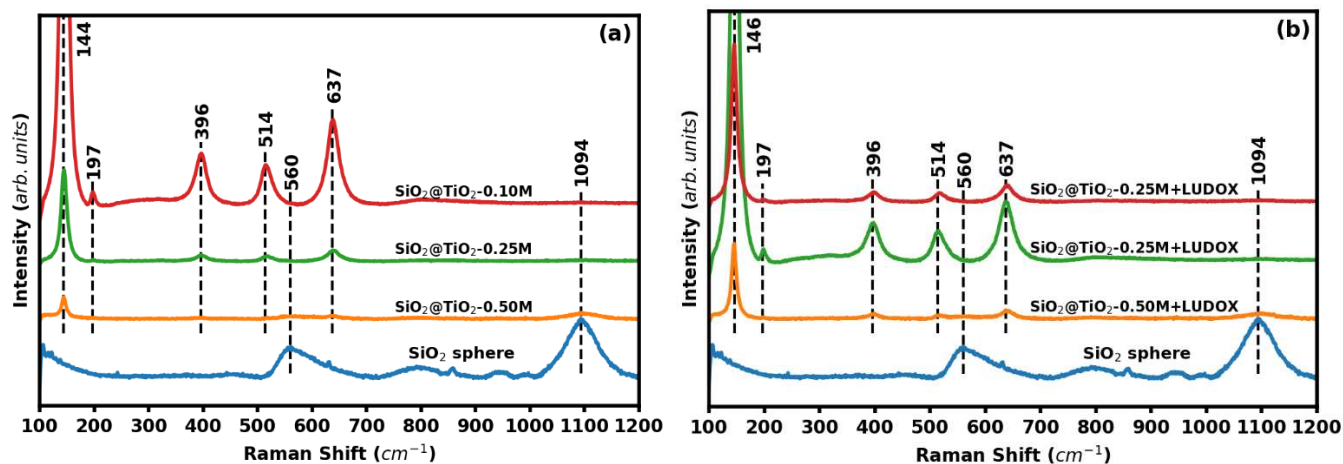 (a)
144
197
396
514
560
637
1094
SiO₂@TiO₂-0.10M
SiO₂@TiO₂-0.25M
SiO₂@TiO₂-0.50M
SiO₂ sphere
Intensity (arb. units)
100 200 300 400 500 600 700 800 900 1000 1100 1200
Raman Shift (cm⁻¹)
(b)
146
197
396
514
560
637
1094
SiO₂@TiO₂-0.25M+LUDOX
SiO₂@TiO₂-0.25M+LUDOX
SiO₂@TiO₂-0.50M+LUDOX
SiO₂ sphere
Intensity (arb. units)
100 200 300 400 500 600 700 800 900 1000 1100 1200
Raman Shift (cm⁻¹)